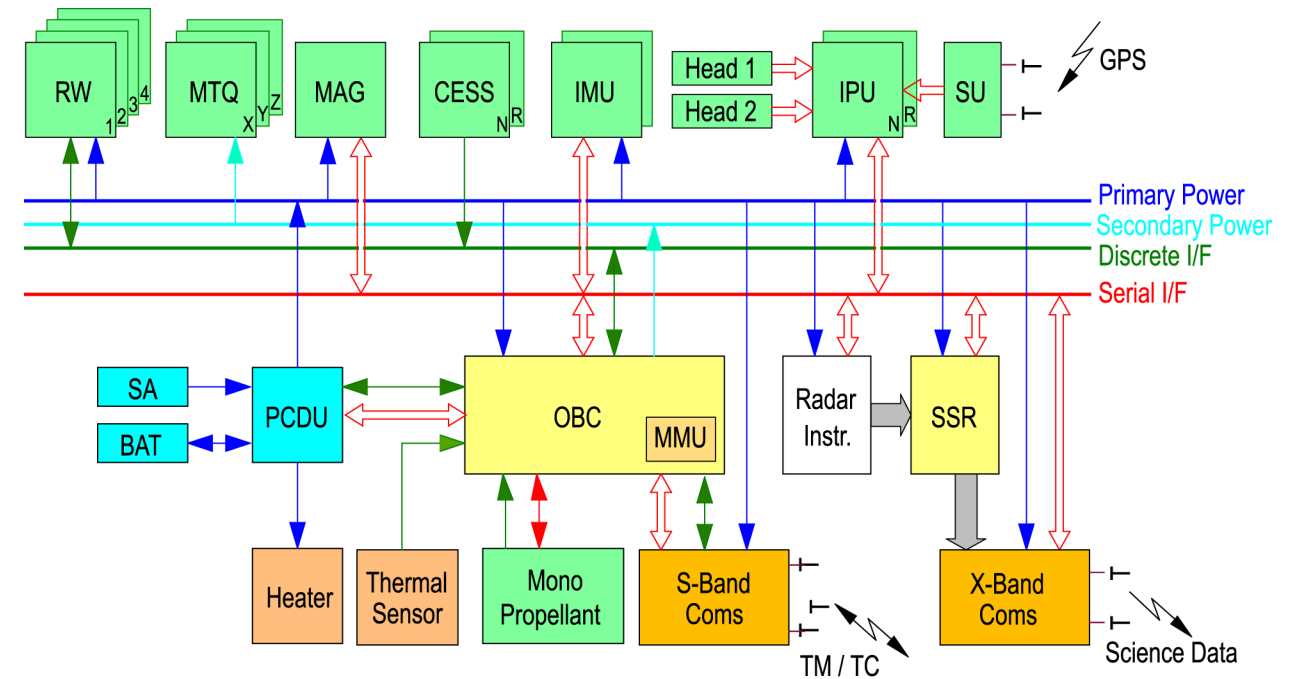 RW
1
2
3
4
MTQ
X
Y
Z
MAG
CESS
N
R
IMU
Head 1
Head 2
IPU
N
R
SU
GPS
Primary Power
Secondary Power
Discrete I/F
Serial I/F
SA
BAT
PCDU
OBC
MMU
Radar
Instr.
SSR
Heater
Thermal
Sensor
Mono
Propellant
S-Band
Coms
TM / TC
X-Band
Coms
Science Data